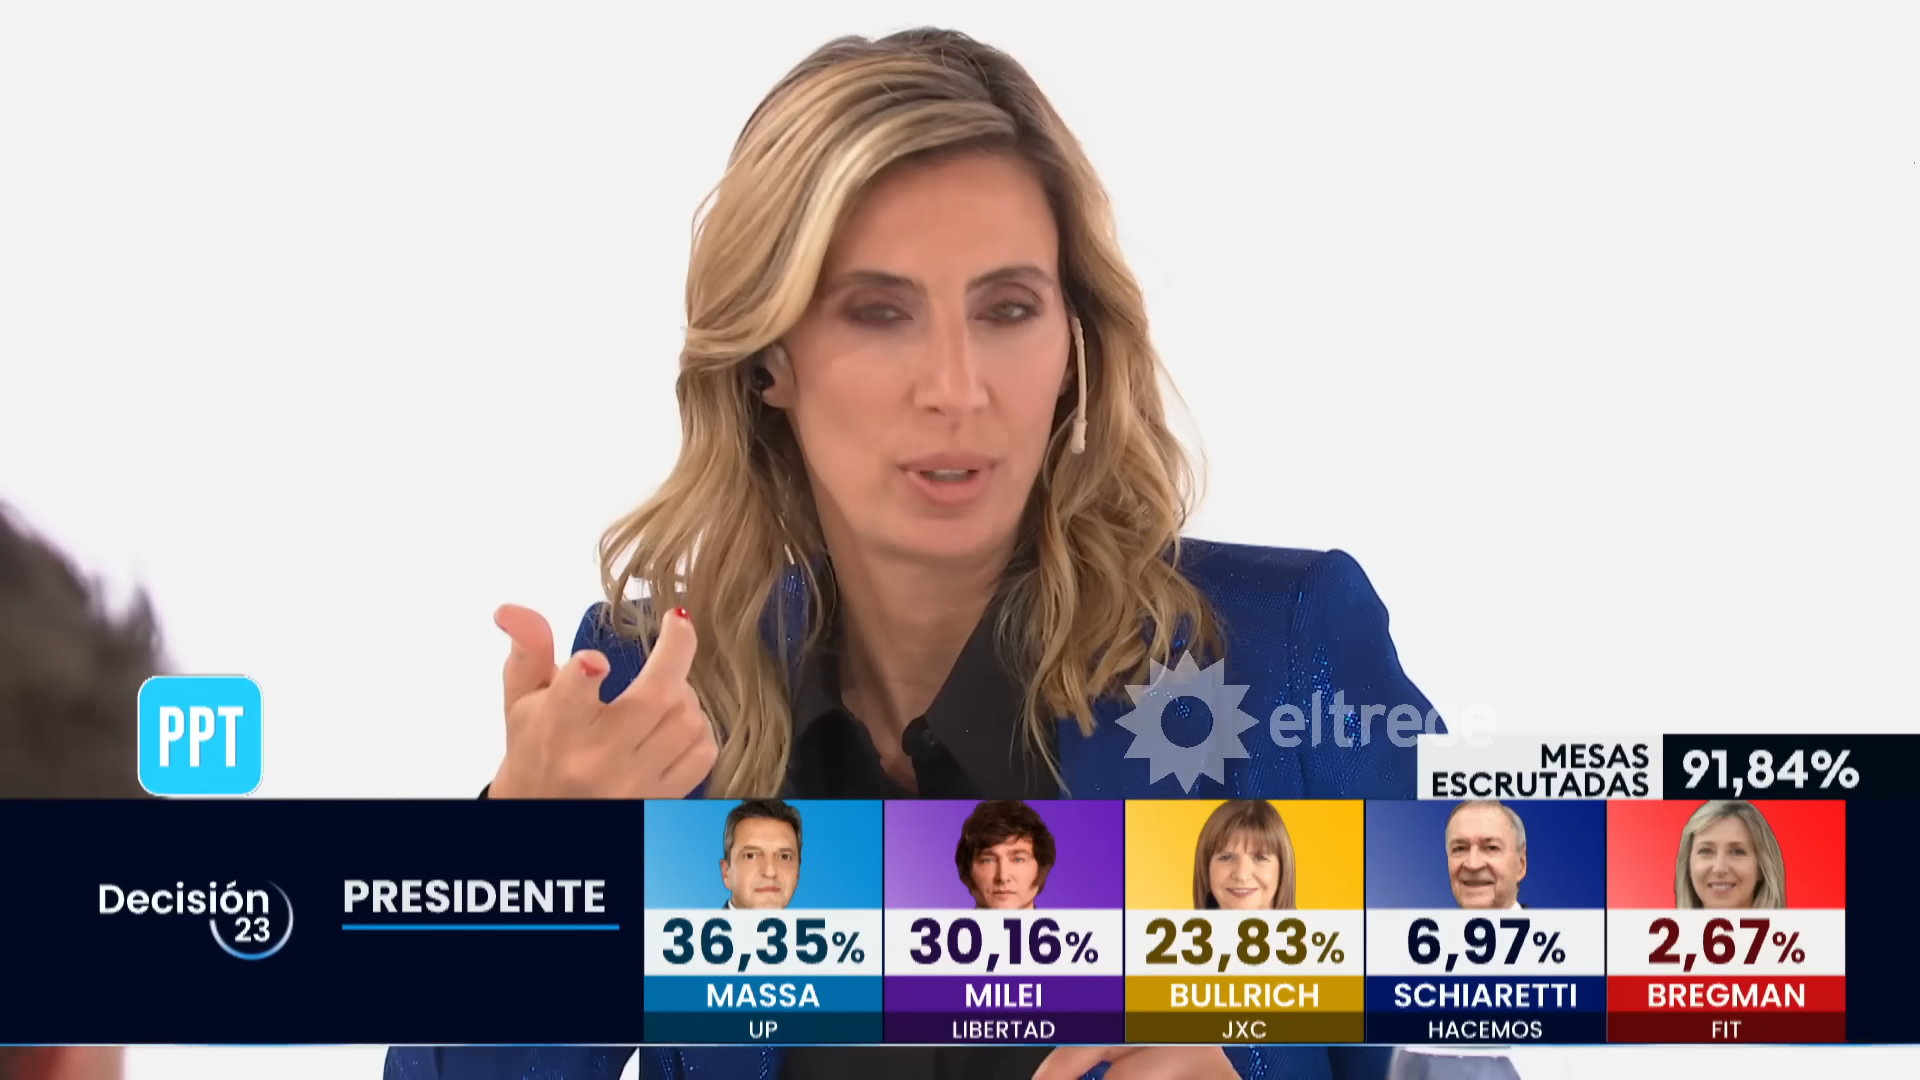 eltrece
PPT
MESAS
ESCRUTADAS
91,84%
Decisión
23
PRESIDENTE
36,35%
MASSA
UP
30,16%
MILEI
LIBERTAD
23,83%
BULLRICH
JXC
6,97%
SCHIARETTI
HACEMOS
2,67%
BREGMAN
FIT